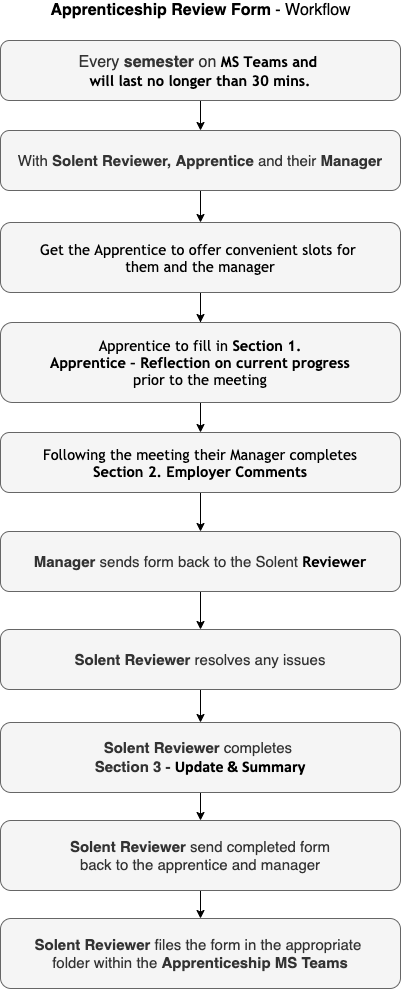 Apprenticeship Review Form - Workflow
Every semester on MS Teams and
will last no longer than 30 mins.
With Solent Reviewer, Apprentice and their Manager
Get the Apprentice to offer convenient slots for
them and the manager
Apprentice to fill in Section 1.
Apprentice – Reflection on current progress
prior to the meeting
Following the meeting their Manager completes
Section 2. Employer Comments
Manager sends form back to the Solent Reviewer
Solent Reviewer resolves any issues
Solent Reviewer completes
Section 3 - Update & Summary
Solent Reviewer send completed form
back to the apprentice and manager
Solent Reviewer files the form in the appropriate
folder within the Apprenticeship MS Teams